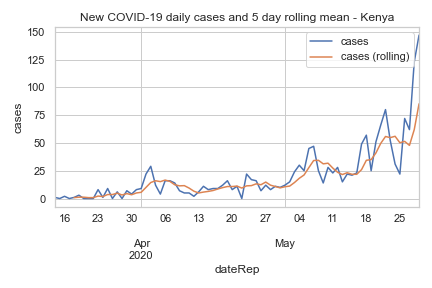 New COVID-19 daily cases and 5 day rolling mean - Kenya
150
125
100
75
50
25
0
cases
cases
cases (rolling)
16 23 30 06 13 20 27 04 11 18 25
Apr May
2020
dateRep